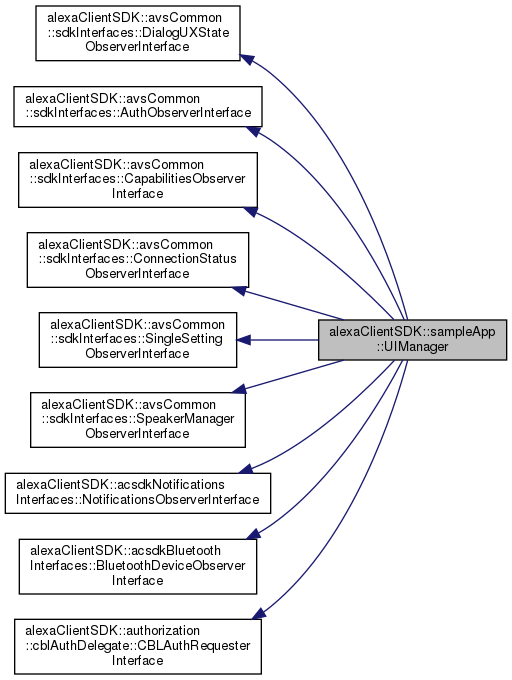 alexaClientSDK::avsCommon
::sdkInterfaces::DialogUXState
ObserverInterface
alexaClientSDK::avsCommon
::sdkInterfaces::AuthObserverInterface
alexaClientSDK::avsCommon
::sdkInterfaces::CapabilitiesObserver
Interface
alexaClientSDK::avsCommon
::sdkInterfaces::ConnectionStatus
ObserverInterface
alexaClientSDK::avsCommon
::sdkInterfaces::SingleSetting
ObserverInterface
alexaClientSDK::sampleApp
::UIManager
alexaClientSDK::avsCommon
::sdkInterfaces::SpeakerManager
ObserverInterface
alexaClientSDK::acsdkNotifications
Interfaces::NotificationsObserverInterface
alexaClientSDK::acsdkBluetooth
Interfaces::BluetoothDeviceObserver
Interface
alexaClientSDK::authorization
::cblAuthDelegate::CBLAuthRequester
Interface